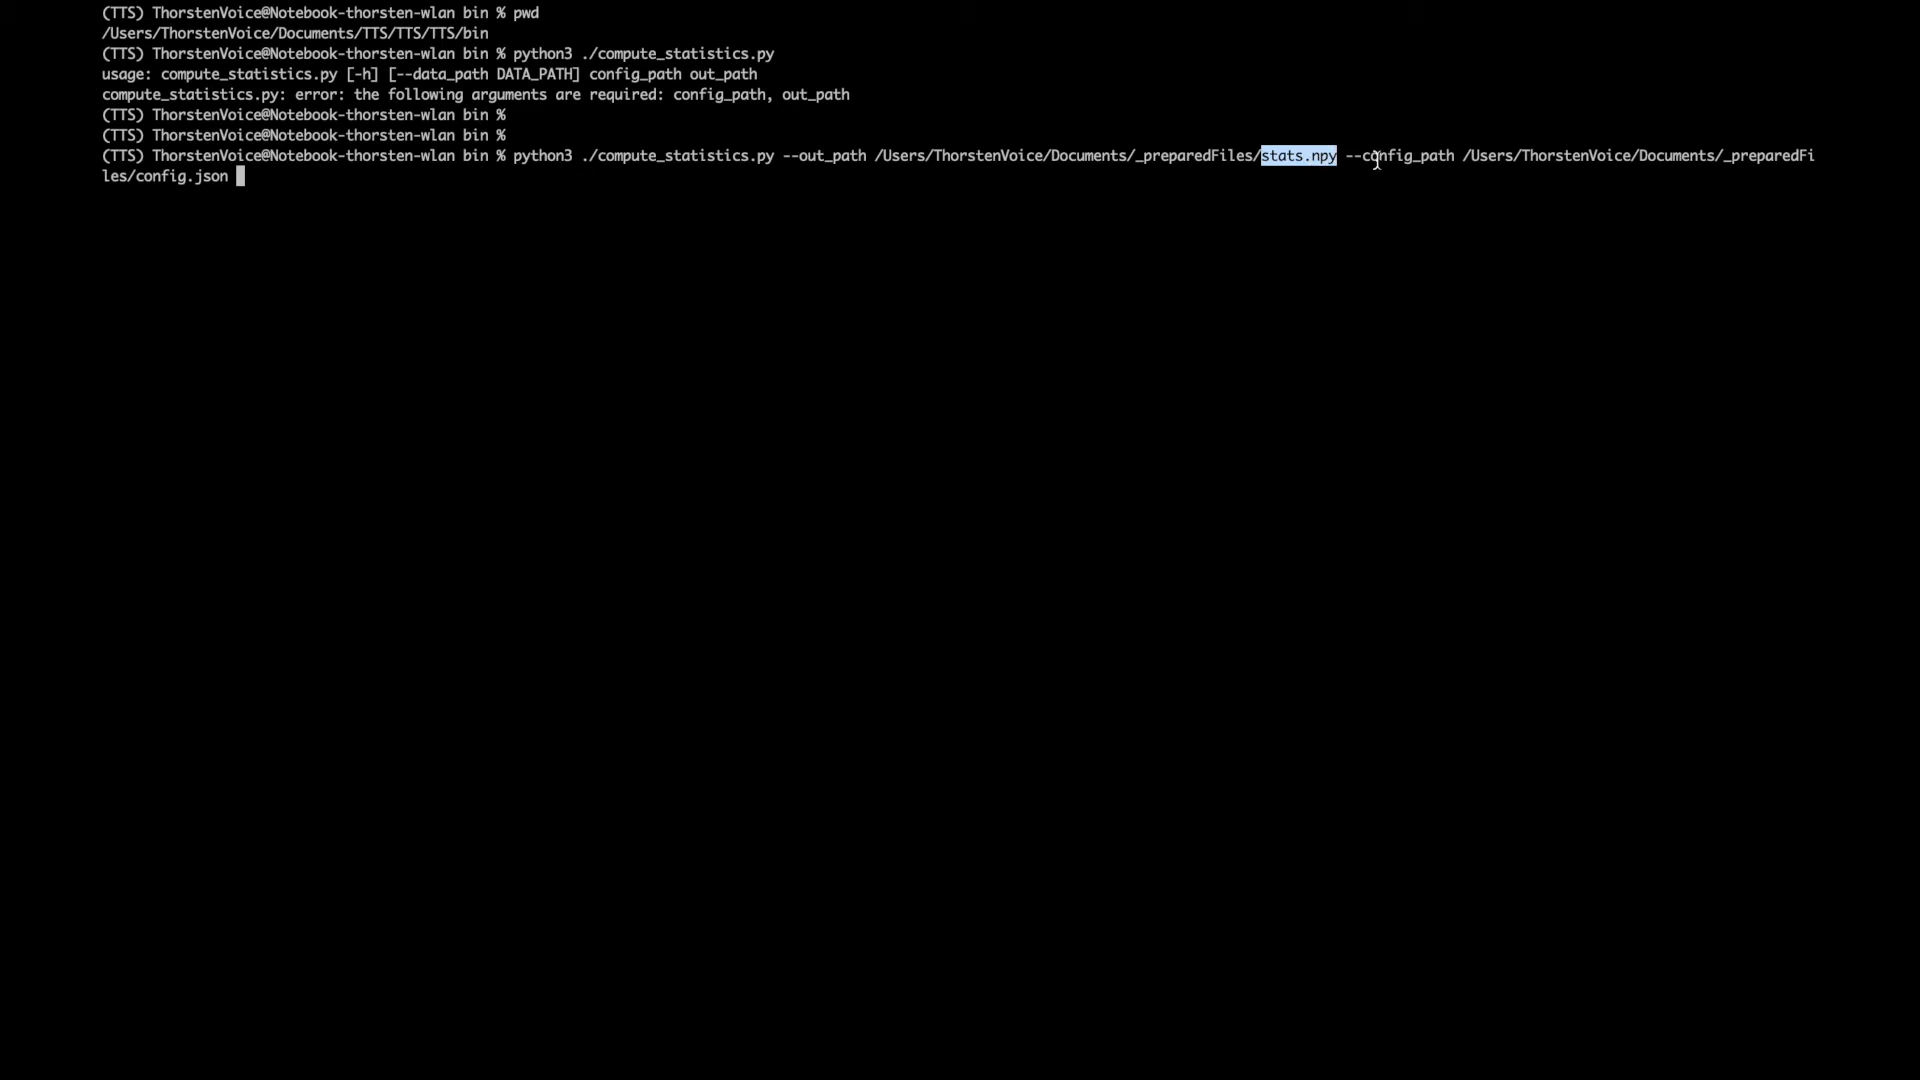 (TTS) ThorstenVoice@Notebook-thorsten-wlan bin % pwd
/Users/ThorstenVoice/Documents/TTS/TTS/TTS/bin
(TTS) ThorstenVoice@Notebook-thorsten-wlan bin % python3 ./compute_statistics.py
usage: compute_statistics.py [-h] [--data_path DATA_PATH] config_path out_path
compute_statistics.py: error: the following arguments are required: config_path, out_path
(TTS) ThorstenVoice@Notebook-thorsten-wlan bin %
(TTS) ThorstenVoice@Notebook-thorsten-wlan bin %
(TTS) ThorstenVoice@Notebook-thorsten-wlan bin % python3 ./compute_statistics.py --out_path /Users/ThorstenVoice/Documents/_preparedFiles/stats.npy --config_path /Users/ThorstenVoice/Documents/_preparedFi
les/config.json